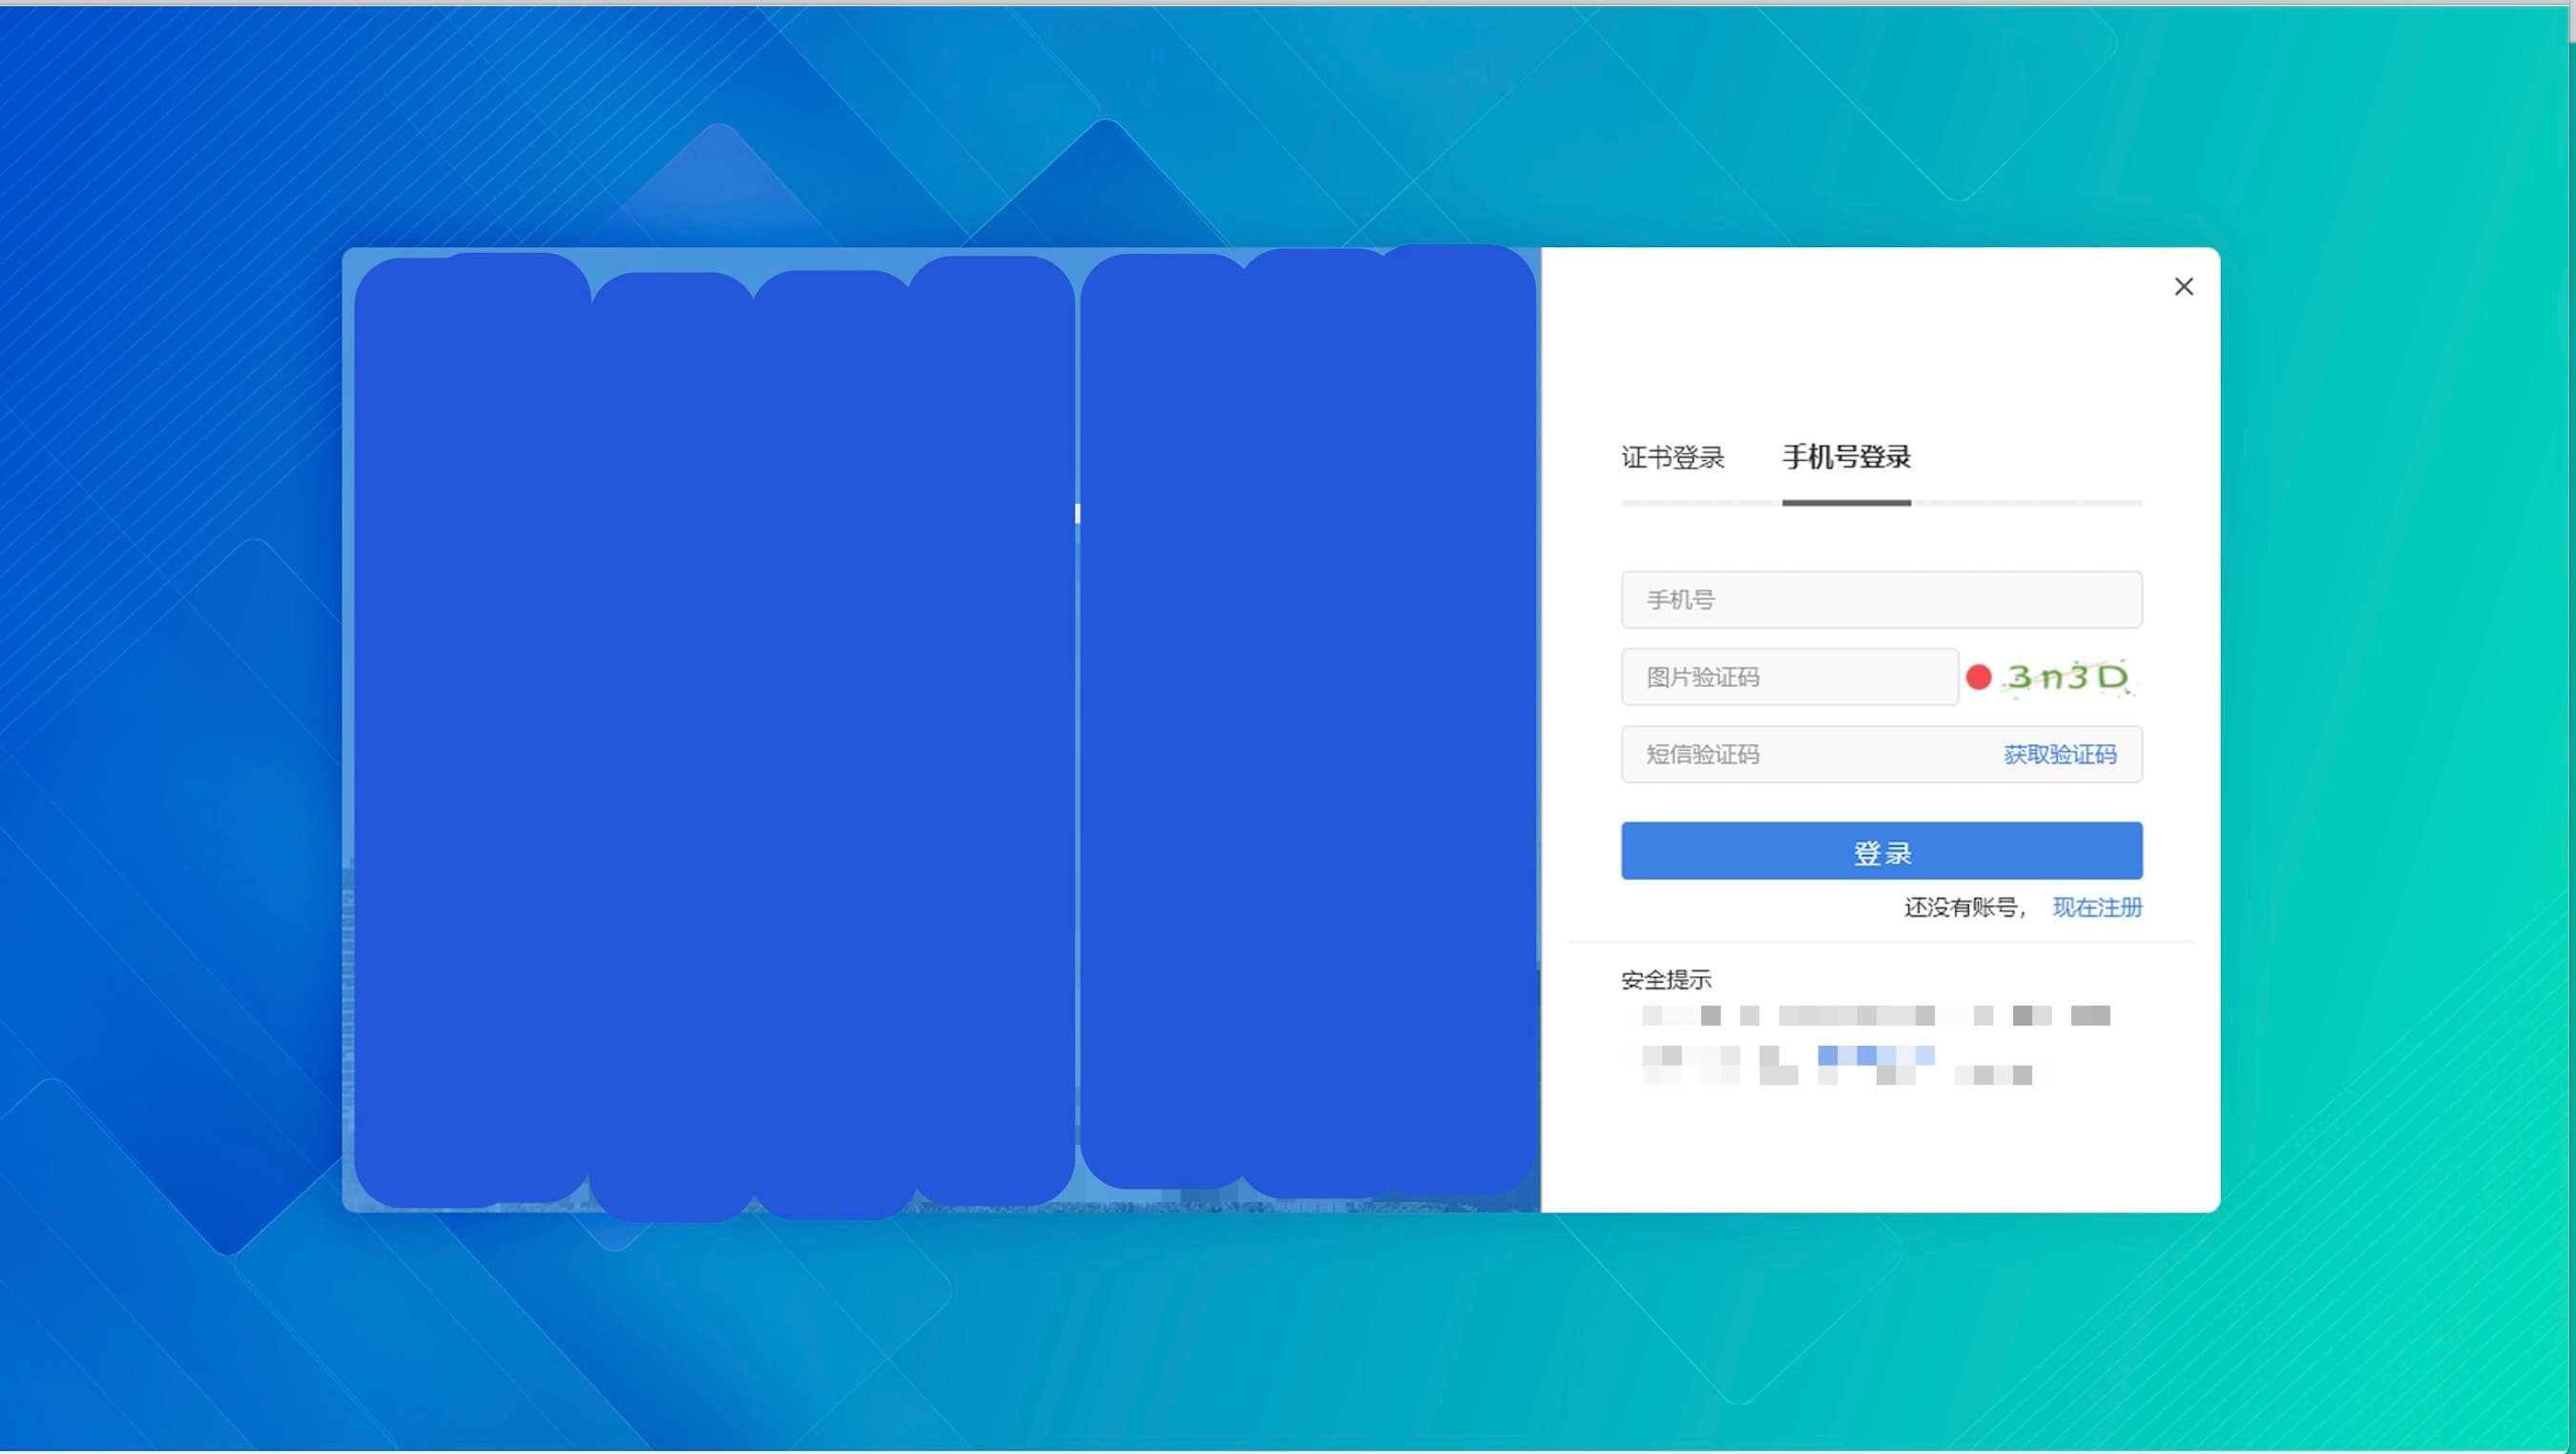 证书登录 手机号登录
手机号
图片验证码 3n3D
短信验证码 获取验证码
登录
还没有账号， 现在注册
安全提示